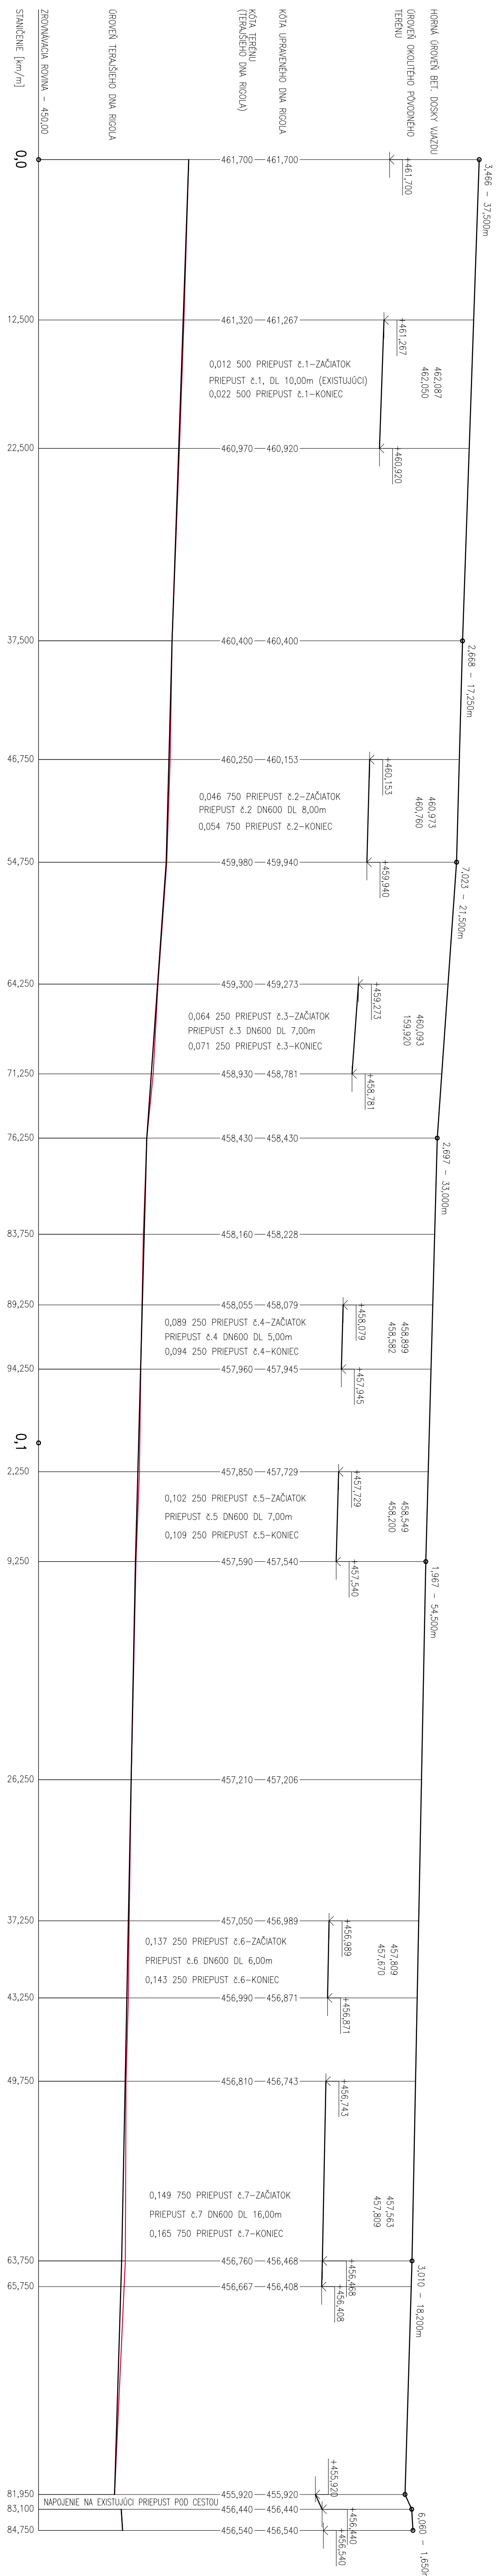 HORNÁ ÚROVEŇ BET. DOSKY VJAZDU
ÚROVEŇ OKOLITÉHO PÔVODNÉHO
TERÉNU
KÓTA UPRAVENÉHO DNA RIGOLA
KÓTA TERÉNU
(TERAJŠIEHO DNA RIGOLA)
ÚROVEŇ TERAJŠIEHO DNA RIGOLA
ZROVNÁVACIA ROVINA – 450,00
STANIČENIE [km/m]
3,466 – 37,500m
0,0
461,700 461,700
+461,700
12,500
461,320 461,267
+461,267
462,087
462,050
0,012 500 PRIEPUST č.1–ZAČIATOK
PRIEPUST č.1, DL 10,00m (EXISTUJÚCI)
0,022 500 PRIEPUST č.1–KONIEC
22,500
460,970 460,920
+460,920
37,500
460,400 460,400
2,668 – 17,250m
46,750
460,250 460,153
+460,153
460,973
460,760
0,046 750 PRIEPUST č.2–ZAČIATOK
PRIEPUST č.2 DN600 DL 8,00m
0,054 750 PRIEPUST č.2–KONIEC
54,750
459,980 459,940
+459,940
7,023 – 21,500m
64,250
459,300 459,273
+459,273
460,093
159,920
0,064 250 PRIEPUST č.3–ZAČIATOK
PRIEPUST č.3 DN600 DL 7,00m
0,071 250 PRIEPUST č.3–KONIEC
71,250
458,930 458,781
+458,781
76,250
458,430 458,430
2,697 – 33,000m
83,750
458,160 458,228
89,250
458,055 458,079
+458,079
458,899
458,582
0,089 250 PRIEPUST č.4–ZAČIATOK
PRIEPUST č.4 DN600 DL 5,00m
0,094 250 PRIEPUST č.4–KONIEC
94,250
457,960 457,945
+457,945
0,1
2,250
457,850 457,729
+457,729
458,549
458,200
0,102 250 PRIEPUST č.5–ZAČIATOK
PRIEPUST č.5 DN600 DL 7,00m
0,109 250 PRIEPUST č.5–KONIEC
9,250
457,590 457,540
+457,540
1,967 – 54,500m
26,250
457,210 457,206
37,250
457,050 456,989
+456,989
457,809
457,670
0,137 250 PRIEPUST č.6–ZAČIATOK
PRIEPUST č.6 DN600 DL 6,00m
0,143 250 PRIEPUST č.6–KONIEC
43,250
456,990 456,871
+456,871
49,750
456,810 456,743
+456,743
457,563
457,809
0,149 750 PRIEPUST č.7–ZAČIATOK
PRIEPUST č.7 DN600 DL 16,00m
0,165 750 PRIEPUST č.7–KONIEC
63,750
456,760 456,468
+456,468
3,010 – 18,200m
65,750
456,667 456,408
+456,408
81,950
455,920 455,920
+455,920
NAPOJENIE NA EXISTUJÚCI PRIEPUST POD CESTOU
83,100
456,440 456,440
+456,440
6,060 – 1,650m
84,750
456,540 456,540
+456,540